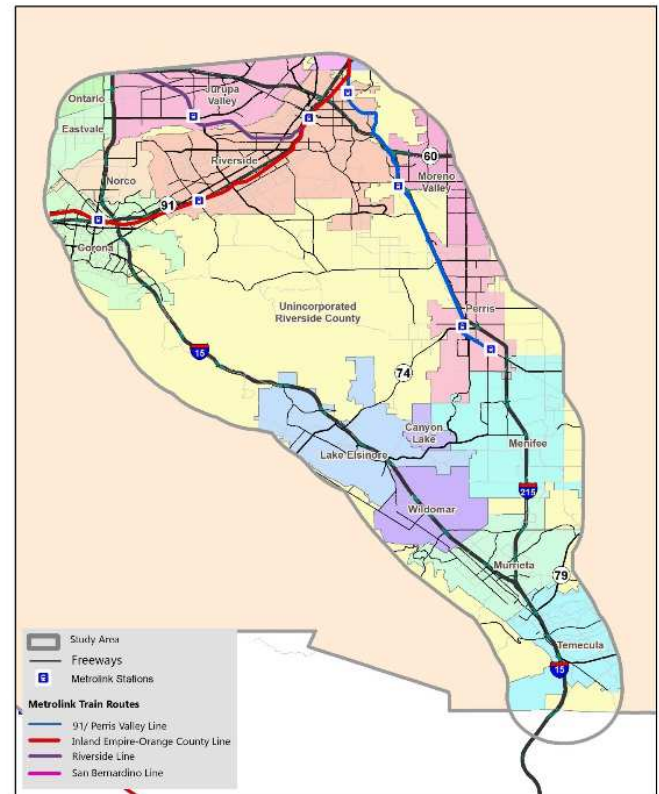 Ontario
Jurupa
Valley
Eastvale
Riverside
60
Moreno
Valley
Norco
91
Corona
Unincorporated
Riverside County
Perris
15
74
Canyon
Lake
Menifee
Lake Elsinore
215
Wildomar
Murrieta
79
Temecula
15
Study Area
Freeways
Metrolink Stations
Metrolink Train Routes
91/ Perris Valley Line
Inland Empire-Orange County Line
Riverside Line
San Bernardino Line